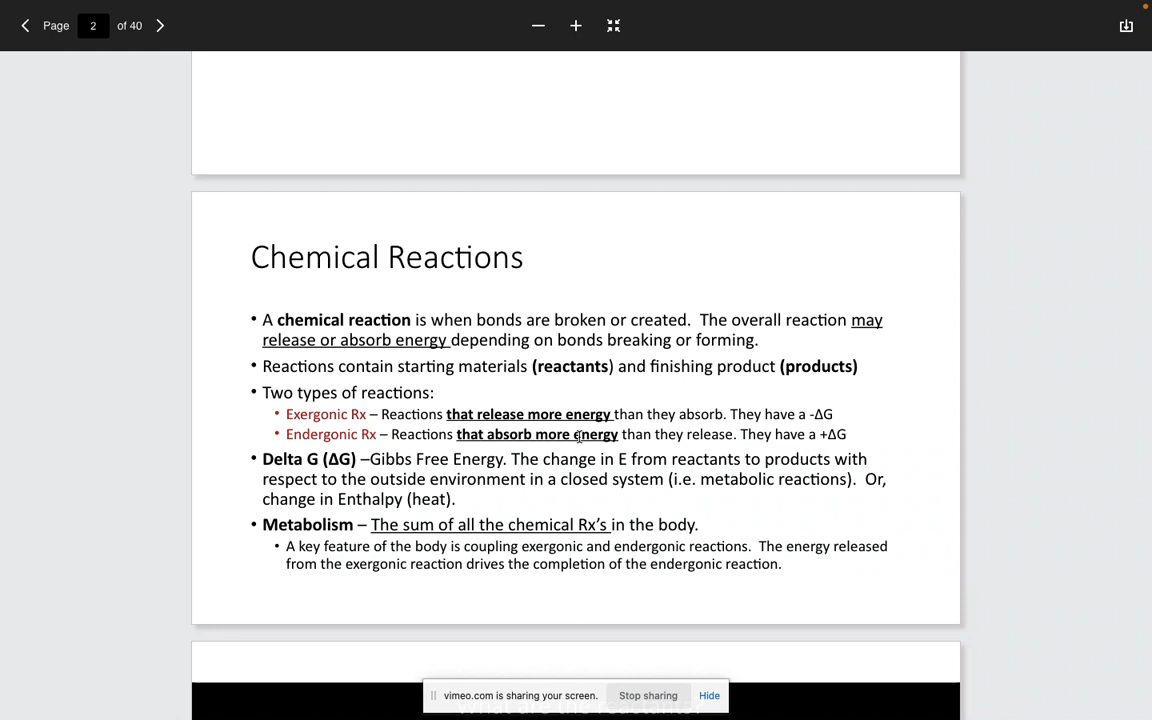 Page 2 of 40
Chemical Reactions
• A chemical reaction is when bonds are broken or created. The overall reaction may
release or absorb energy depending on bonds breaking or forming.
• Reactions contain starting materials (reactants) and finishing product (products)
• Two types of reactions:
• Exergonic Rx – Reactions that release more energy than they absorb. They have a -ΔG
• Endergonic Rx – Reactions that absorb more energy than they release. They have a +ΔG
• Delta G (ΔG) –Gibbs Free Energy. The change in E from reactants to products with
respect to the outside environment in a closed system (i.e. metabolic reactions). Or,
change in Enthalpy (heat).
• Metabolism – The sum of all the chemical Rx’s in the body.
• A key feature of the body is coupling exergonic and endergonic reactions. The energy released
from the exergonic reaction drives the completion of the endergonic reaction.
vimeo.com is sharing your screen. Stop sharing Hide
What are the reactants?